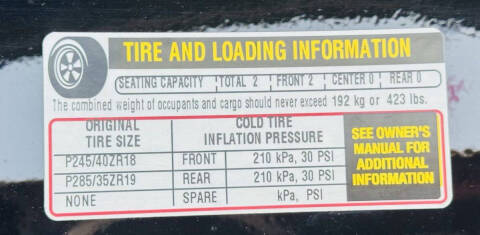 TIRE AND LOADING INFORMATION
SEATING CAPACITY TOTAL 2 FRONT 2 CENTER 0 REAR 0
The combined weight of occupants and cargo should never exceed 192 kg or 423 lbs.
ORIGINAL TIRE SIZE
COLD TIRE INFLATION PRESSURE
P245/40ZR18 FRONT 210 kPa, 30 PSI
P285/35ZR19 REAR 210 kPa, 30 PSI
NONE SPARE kPa, PSI
SEE OWNER'S
MANUAL FOR
ADDITIONAL
INFORMATION